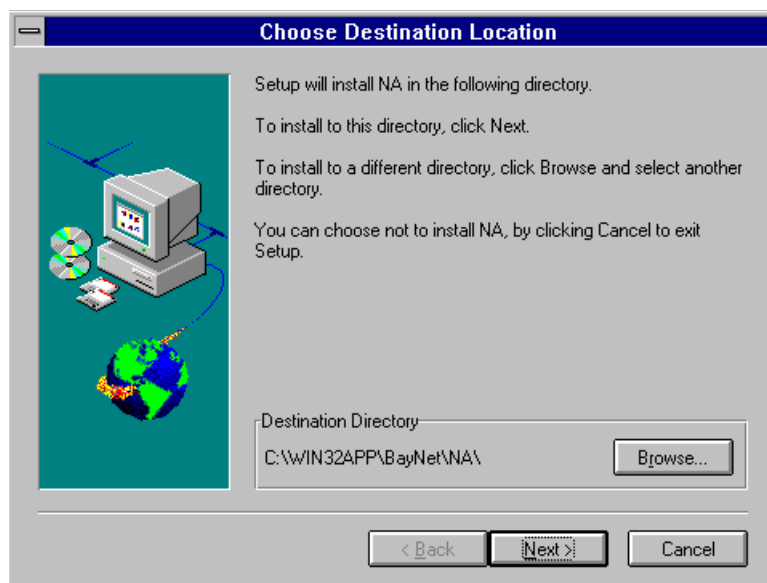 Choose Destination Location
Setup will install NA in the following directory.
To install to this directory, click Next.
To install to a different directory, click Browse and select another
directory.
You can choose not to install NA, by clicking Cancel to exit
Setup.
Destination Directory
C:\WIN32APP\BayNet\NA\
Browse...
< Back
Next >
Cancel